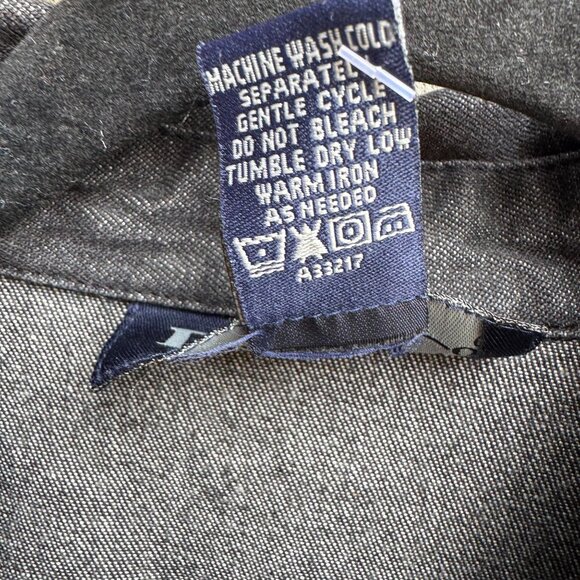 MACHINE WASH COLD
SEPARATELY
GENTLE CYCLE
DO NOT BLEACH
TUMBLE DRY LOW
WARM IRON
AS NEEDED
A33217